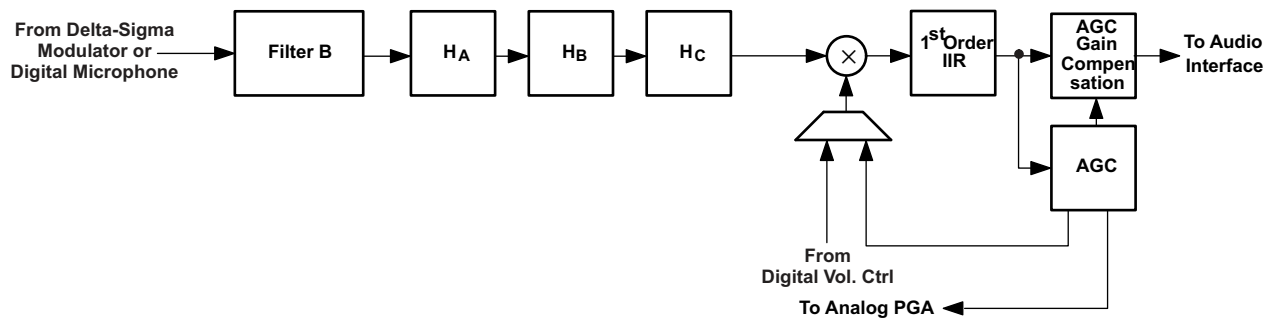 From Delta-Sigma
Modulator or
Digital Microphone
Filter B
HA
HB
HC
×
1st Order
IIR
AGC
Gain
Compen
sation
To Audio
Interface
AGC
From
Digital Vol. Ctrl
To Analog PGA